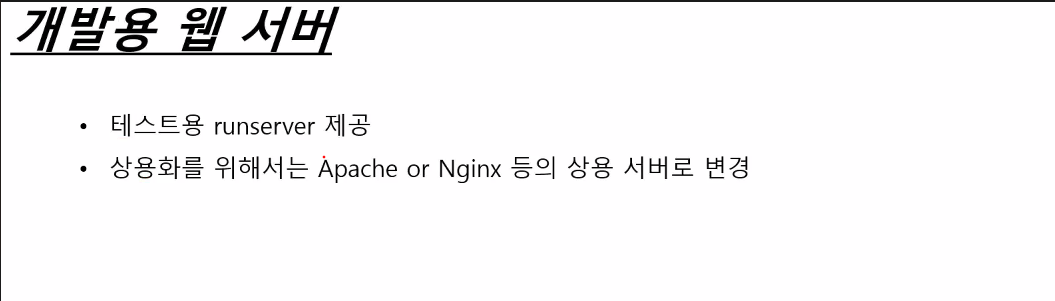 개발용 웹 서버
• 테스트용 runserver 제공
• 상용화를 위해서는 Apache or Nginx 등의 상용 서버로 변경